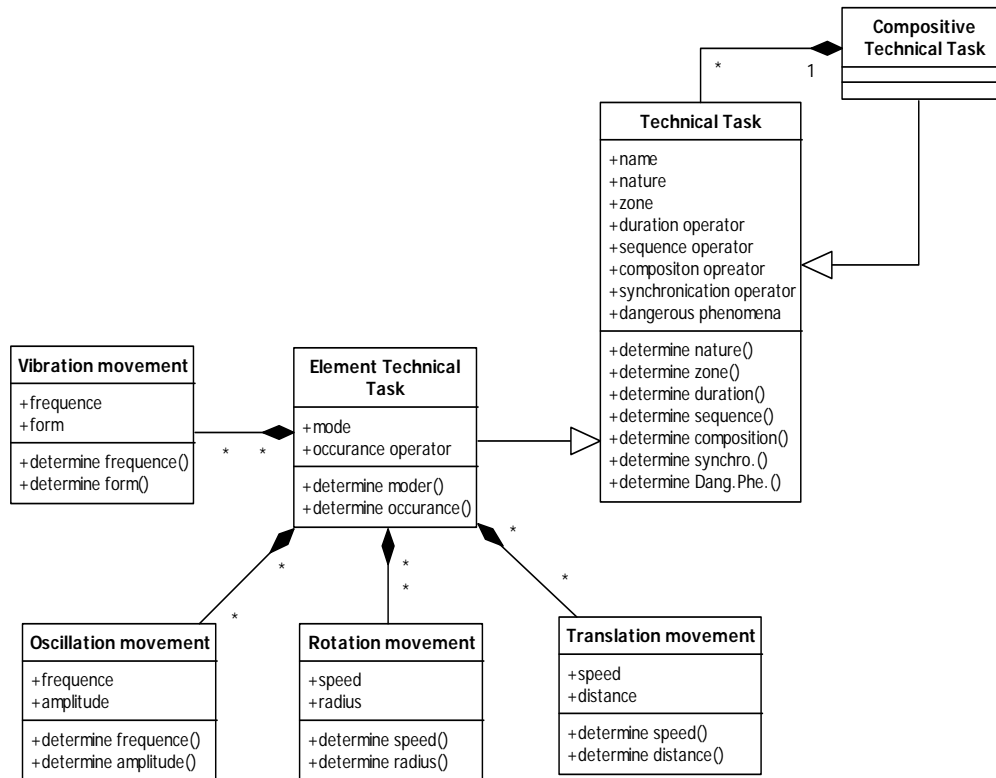 Compositive
Technical Task
*
1
Technical Task
+name
+nature
+zone
+duration operator
+sequence operator
+compositon opreator
+synchronication operator
+dangerous phenomena
+determine nature()
+determine zone()
+determine duration()
+determine sequence()
+determine composition()
+determine synchro.()
+determine Dang.Phe.()
Vibration movement
+frequence
+form
+determine frequence()
+determine form()
*
*
Element Technical
Task
+mode
+occurance operator
+determine moder()
+determine occurance()
*
*
*
*
*
*
Oscillation movement
+frequence
+amplitude
+determine frequence()
+determine amplitude()
Rotation movement
+speed
+radius
+determine speed()
+determine radius()
Translation movement
+speed
+distance
+determine speed()
+determine distance()